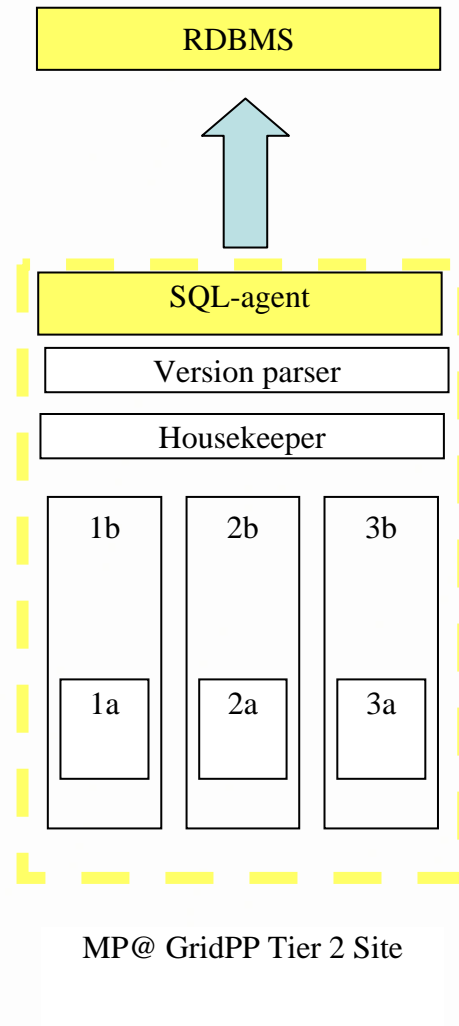 RDBMS
SQL-agent
Version parser
Housekeeper
1b 2b 3b
1a 2a 3a
MP@ GridPP Tier 2 Site